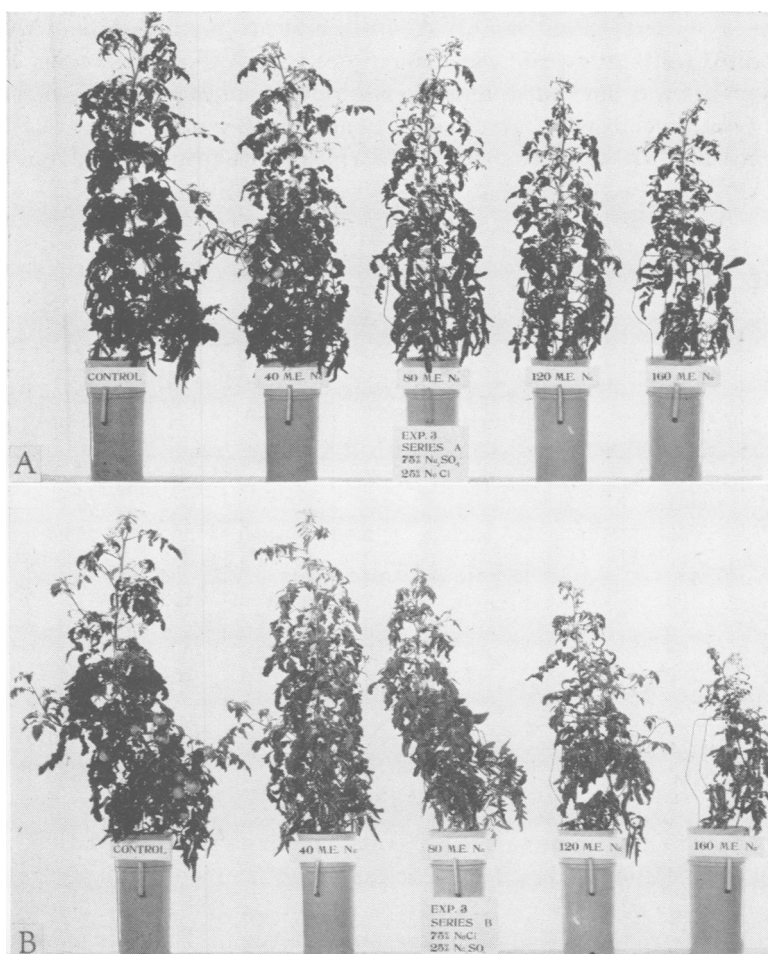 CONTROL
40 M.E. Na
80 M.E. Na
120 M.E. Na
160 M.E. Na
EXP. 3
SERIES A
75% Na2SO4
25% NaCl
A
CONTROL
40 M.E. Na
80 M.E. Na
120 M.E. Na
160 M.E. Na
EXP. 3
SERIES B
75% NaCl
25% Na2SO4
B